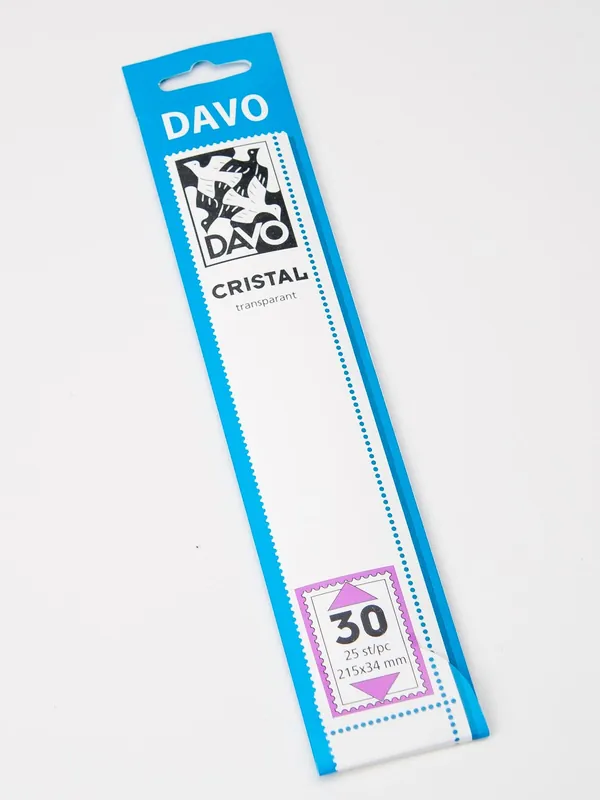 DAVO
DAVO
CRISTAL
transparant
30
25 st/pc
215x34 mm